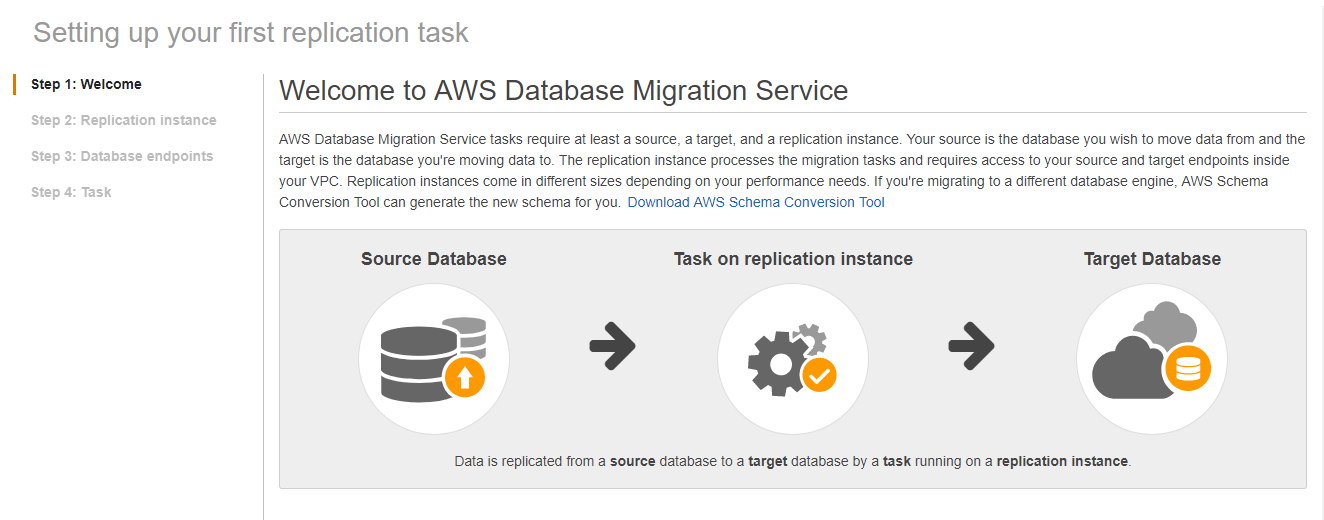 Setting up your first replication task
Step 1: Welcome
Step 2: Replication instance
Step 3: Database endpoints
Step 4: Task
Welcome to AWS Database Migration Service
AWS Database Migration Service tasks require at least a source, a target, and a replication instance. Your source is the database you wish to move data from and the
target is the database you're moving data to. The replication instance processes the migration tasks and requires access to your source and target endpoints inside
your VPC. Replication instances come in different sizes depending on your performance needs. If you're migrating to a different database engine, AWS Schema
Conversion Tool can generate the new schema for you. Download AWS Schema Conversion Tool
Source Database
Task on replication instance
Target Database
Data is replicated from a source database to a target database by a task running on a replication instance.